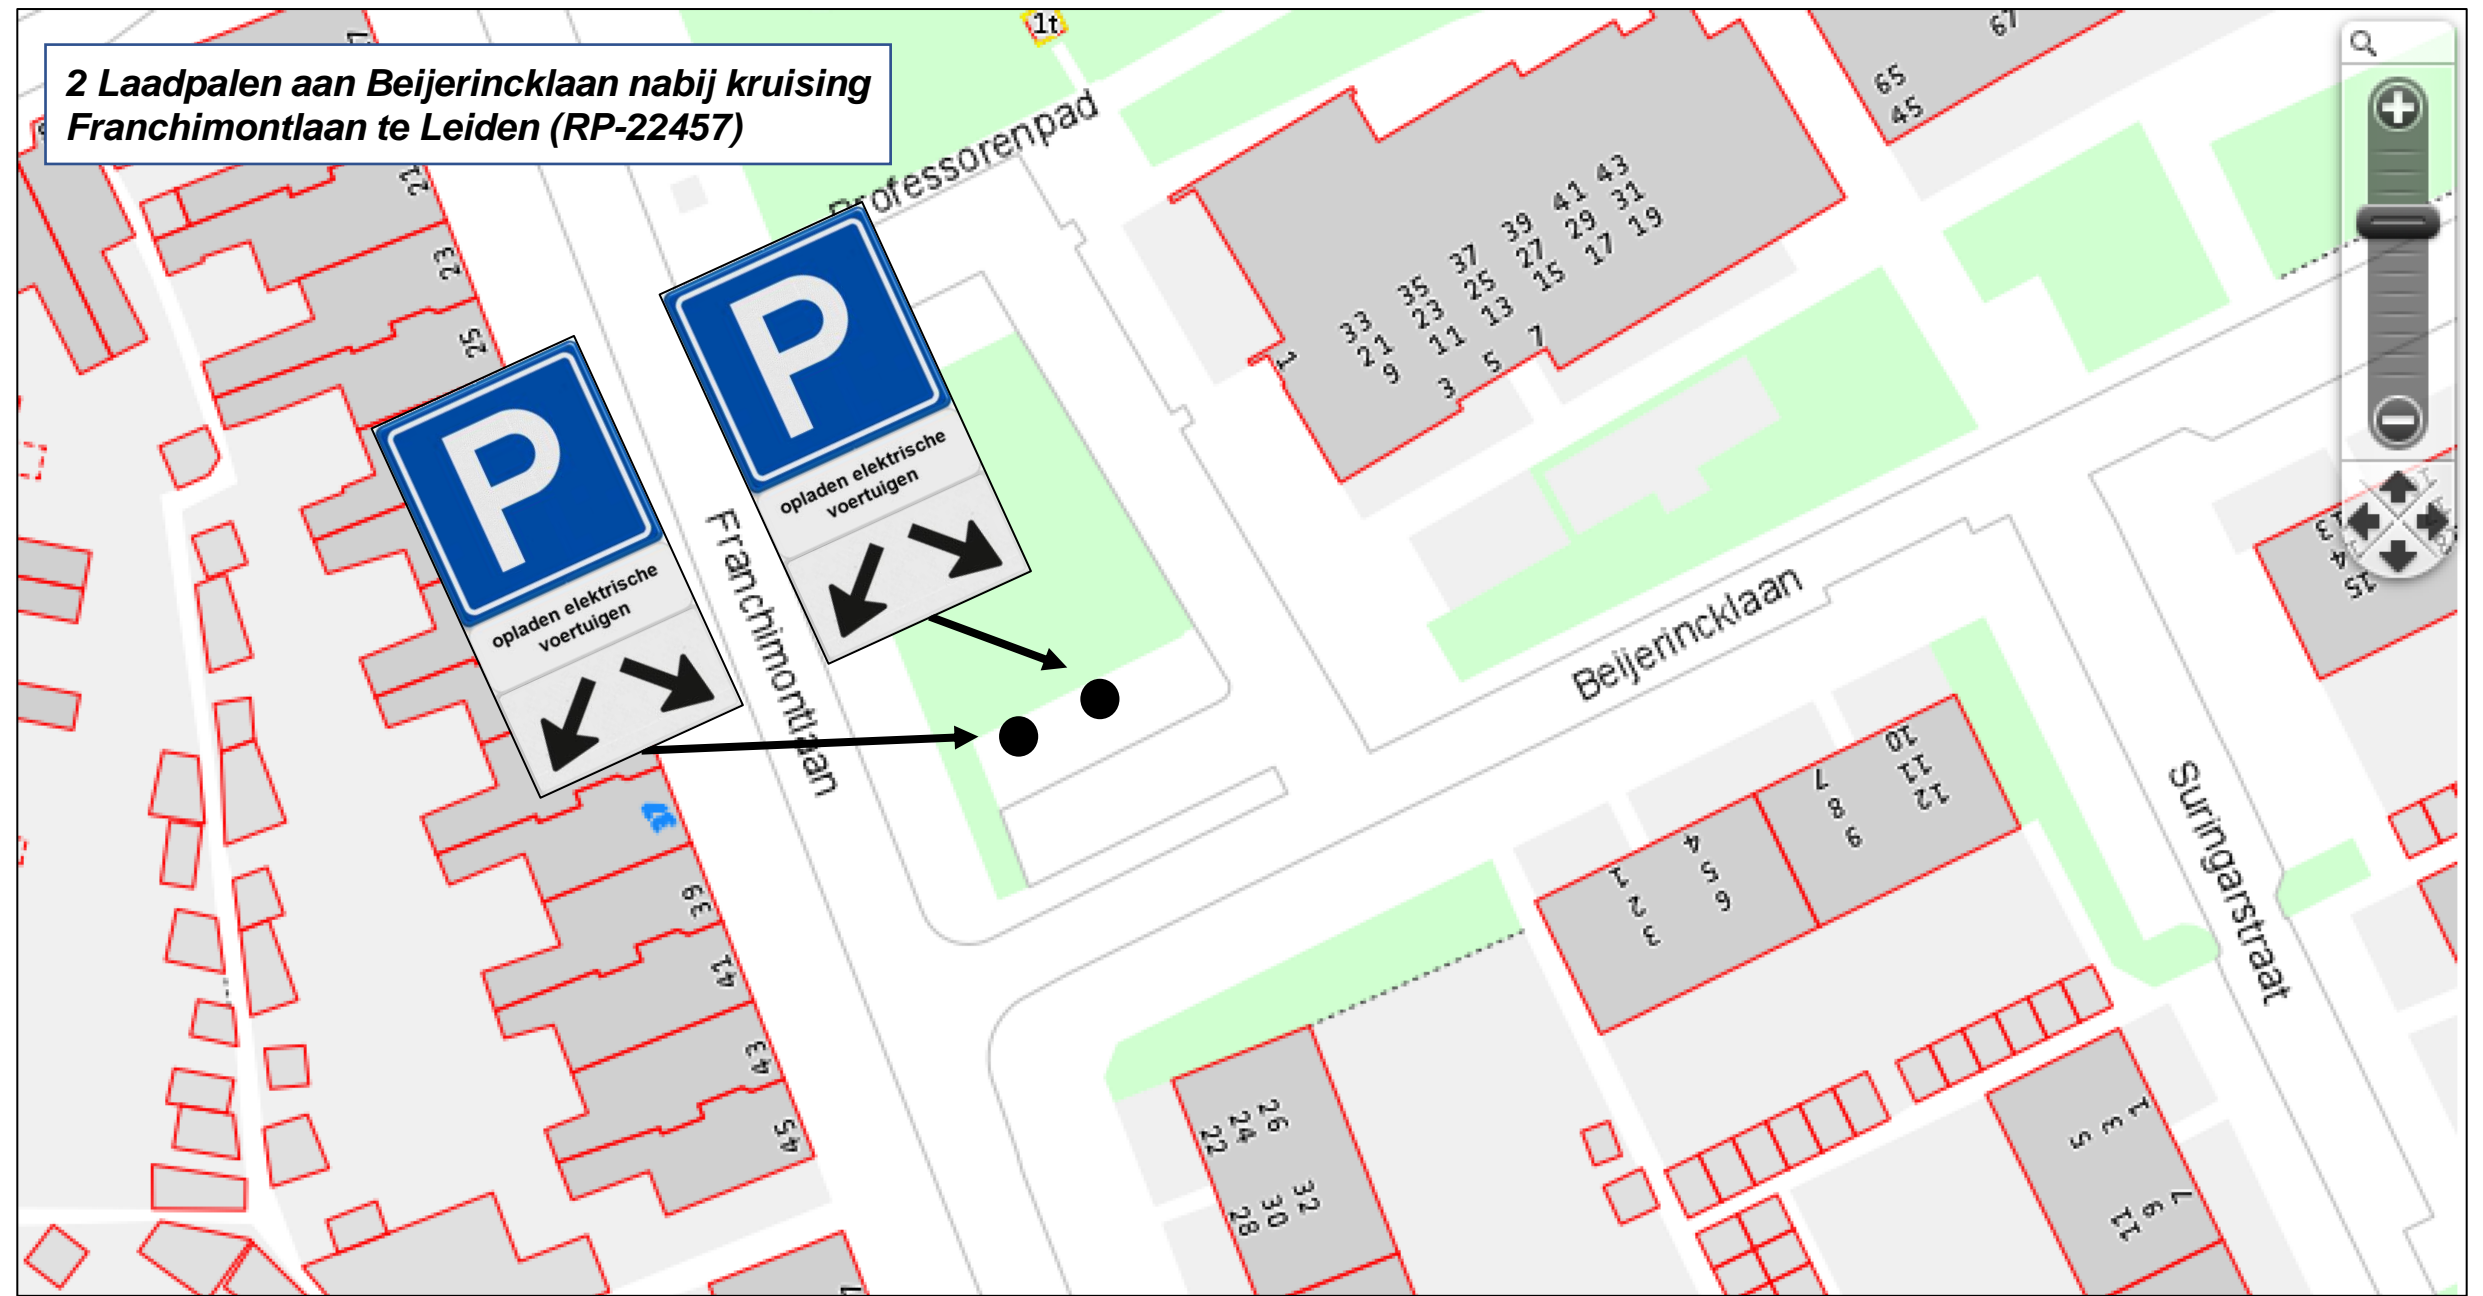 2 Laadpalen aan Beijerincklaan nabij kruising
Franchimontlaan te Leiden (RP-22457)
1t
67
65
45
Professorenpad
21
23
25
33 35 37 39 41 43
21 23 25 27 29 31
9 11 13 15 17 19
1
3 5 7
P
opladen elektrische
voertuigen
P
opladen elektrische
voertuigen
Franchimontlaan
Beijerincklaan
Suringarstraat
13
14
15
37
39
41
43
45
10
11
12
7
8
9
4
5
6
1
2
3
22 24 26
28 30 32
1
3
5
7
9
11